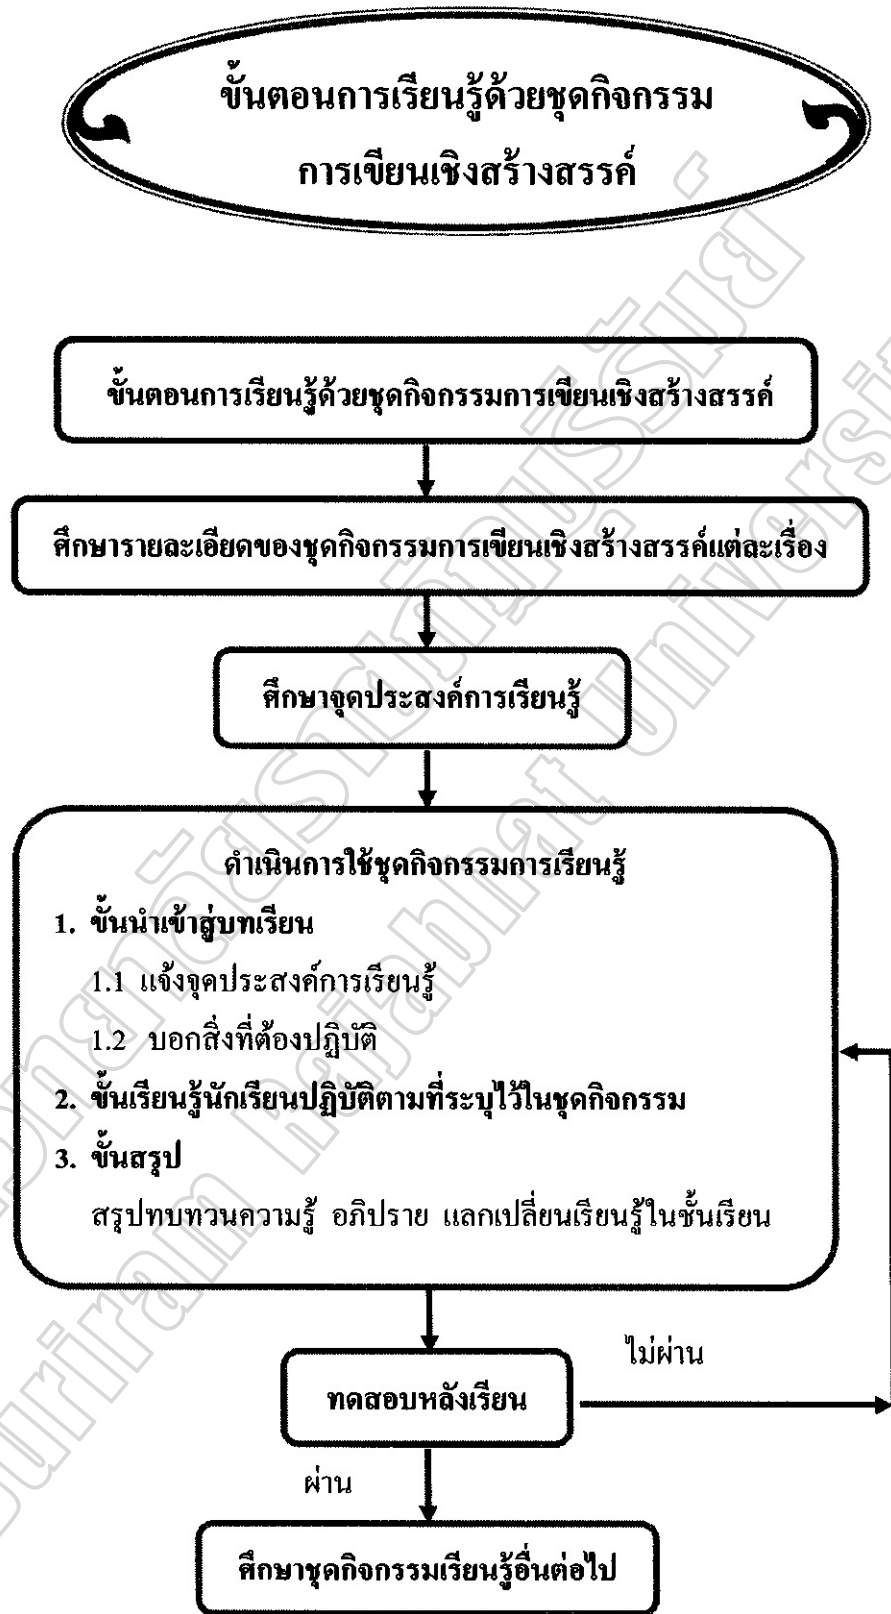 ขั้นตอนการเรียนรู้ด้วยชุดกิจกรรม
การเขียนเชิงสร้างสรรค์
ขั้นตอนการเรียนรู้ด้วยชุดกิจกรรมการเขียนเชิงสร้างสรรค์
ศึกษารายละเอียดของชุดกิจกรรมการเขียนเชิงสร้างสรรค์แต่ละเรื่อง
ศึกษาจุดประสงค์การเรียนรู้
ดำเนินการใช้ชุดกิจกรรมการเรียนรู้
1. ขั้นนำเข้าสู่บทเรียน
1.1 แจ้งจุดประสงค์การเรียนรู้
1.2 บอกสิ่งที่ต้องปฏิบัติ
2. ขั้นเรียนรู้นักเรียนปฏิบัติตามที่ระบุไว้ในชุดกิจกรรม
3. ขั้นสรุป
สรุปทบทวนความรู้ อภิปราย แลกเปลี่ยนเรียนรู้ในชั้นเรียน
ไม่ผ่าน
ทดสอบหลังเรียน
ผ่าน
ศึกษาชุดกิจกรรมเรียนรู้อื่นต่อไป
Buriram Rajabhat Universit